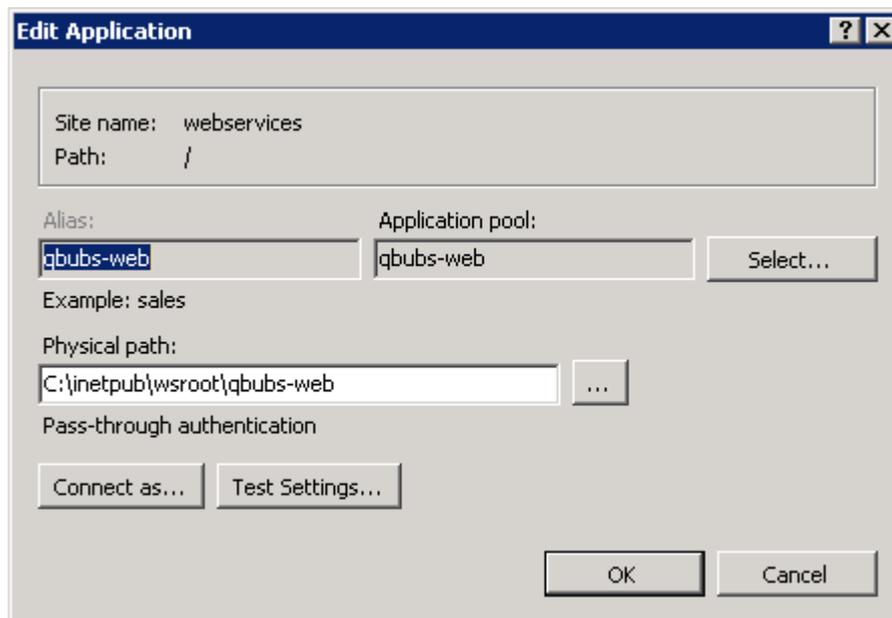 Edit Application
Site name: webservices
Path: /
Alias: Application pool:
qbubs-web qbubs-web Select...
Example: sales
Physical path:
C:\inetpub\wsroot\qbubs-web ...
Pass-through authentication
Connect as... Test Settings...
OK Cancel